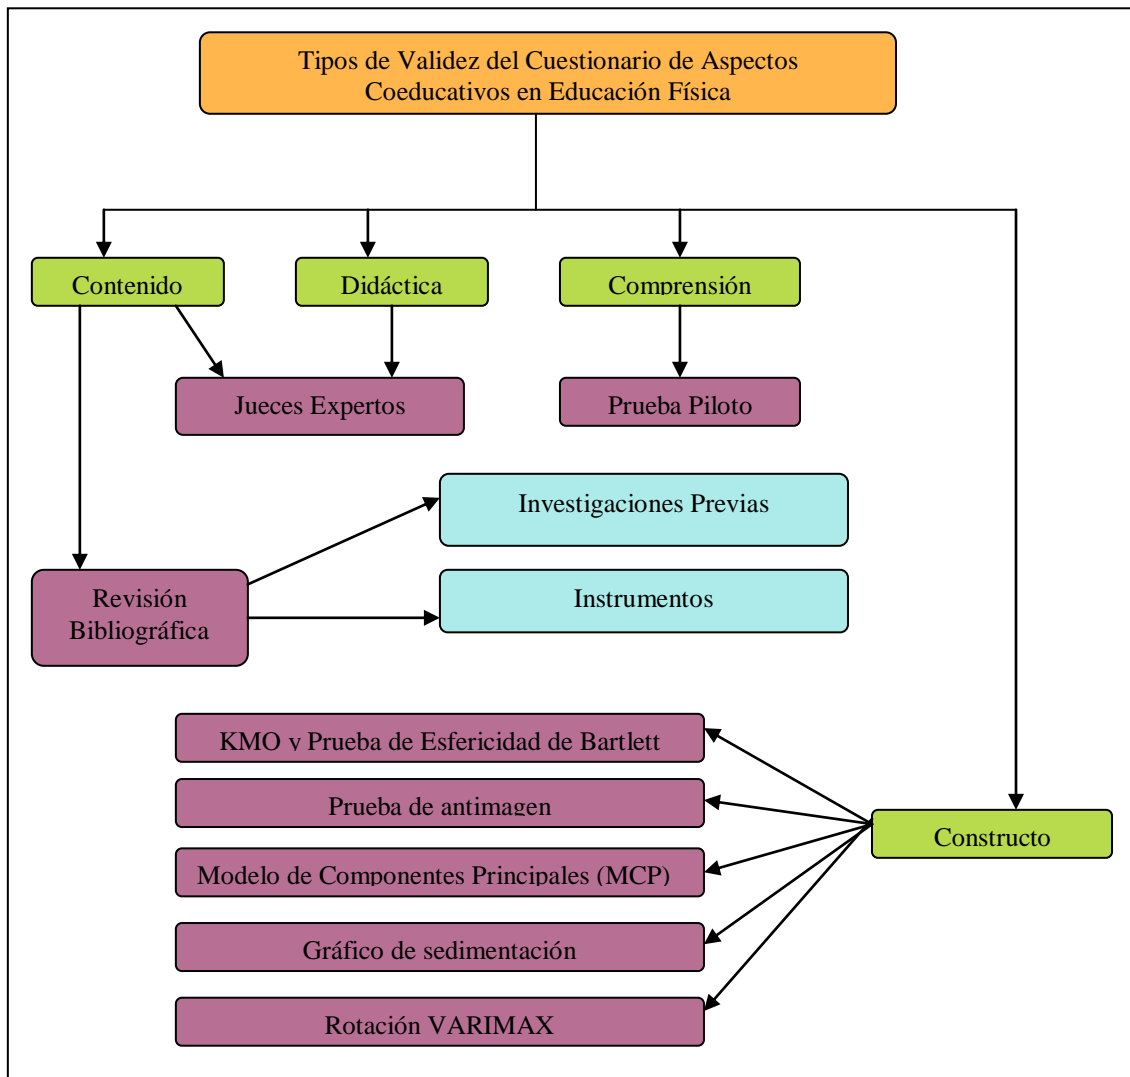 Tipos de Validez del Cuestionario de Aspectos
Coeducativos en Educación Física
Contenido
Didáctica
Comprensión
Jueces Expertos
Prueba Piloto
Investigaciones Previas
Revisión
Bibliográfica
Instrumentos
KMO y Prueba de Esfericidad de Bartlett
Prueba de antimagen
Constructo
Modelo de Componentes Principales (MCP)
Gráfico de sedimentación
Rotación VARIMAX